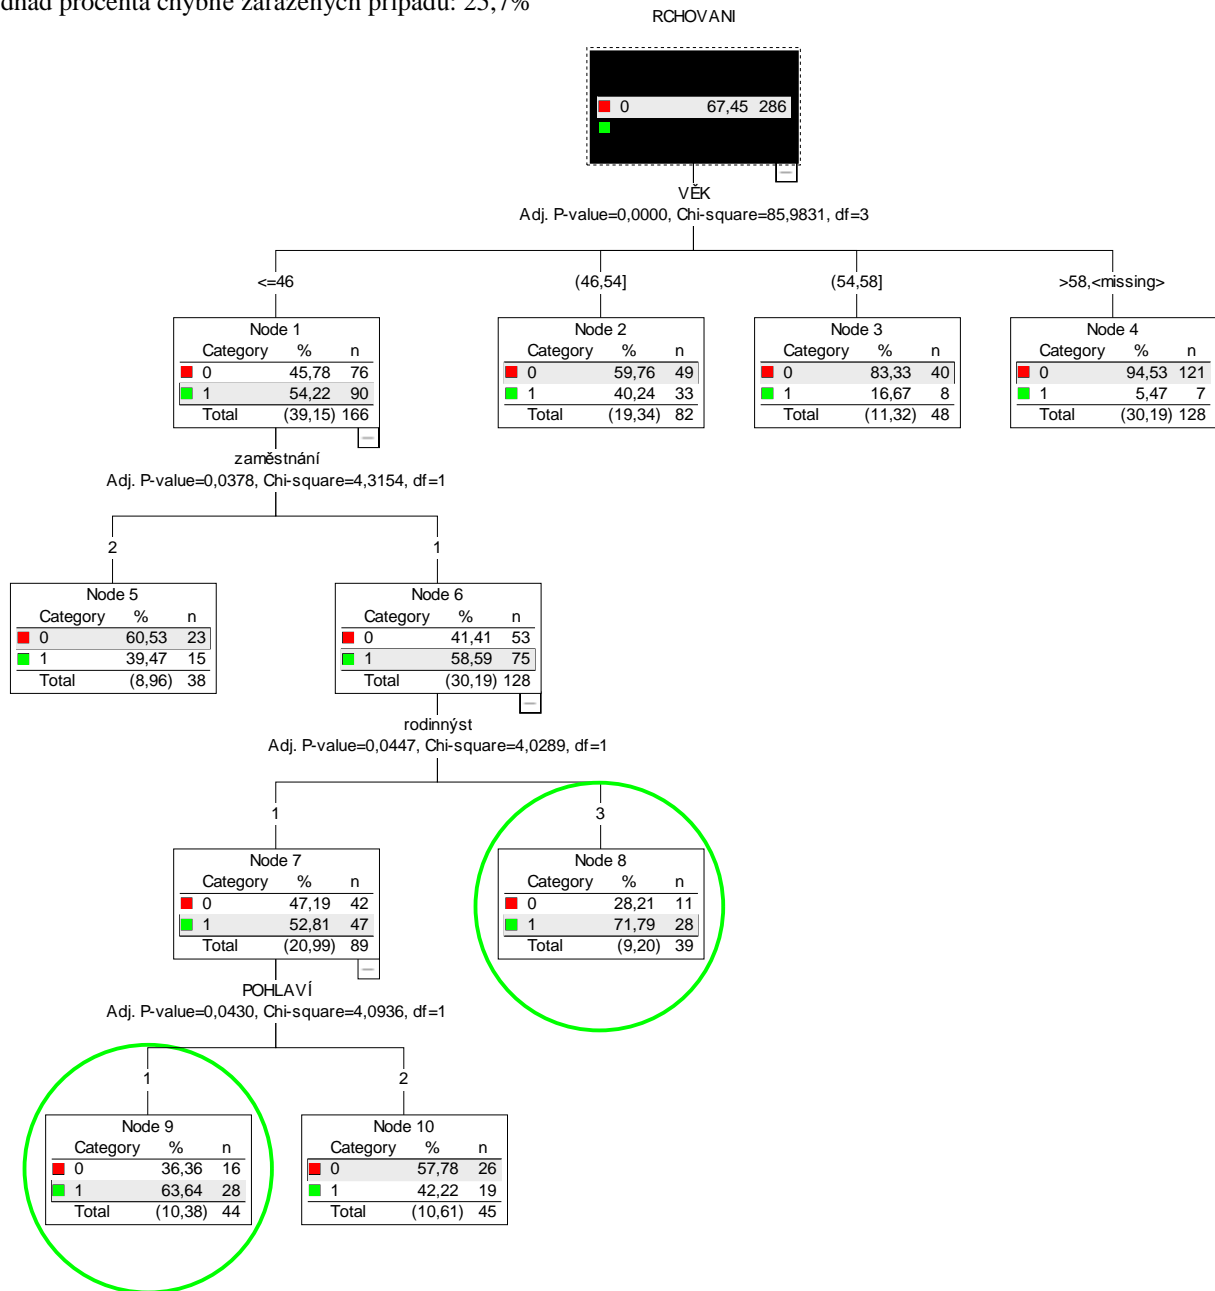 procenta chybně zařazených případů: 25,7%
RCHOVANI
0 67,45 286
VĚK
Adj. P-value=0,0000, Chi-square=85,9831, df=3
<=46
(46,54]
(54,58]
>58,<missing>
Node 1
Category % n
0 45,78 76
1 54,22 90
Total (39,15) 166
Node 2
Category % n
0 59,76 49
1 40,24 33
Total (19,34) 82
Node 3
Category % n
0 83,33 40
1 16,67 8
Total (11,32) 48
Node 4
Category % n
0 94,53 121
1 5,47 7
Total (30,19) 128
zaměstnání
Adj. P-value=0,0378, Chi-square=4,3154, df=1
2
1
Node 5
Category % n
0 60,53 23
1 39,47 15
Total (8,96) 38
Node 6
Category % n
0 41,41 53
1 58,59 75
Total (30,19) 128
rodinnýst
Adj. P-value=0,0447, Chi-square=4,0289, df=1
1
3
Node 7
Category % n
0 47,19 42
1 52,81 47
Total (20,99) 89
Node 8
Category % n
0 28,21 11
1 71,79 28
Total (9,20) 39
POHLAVÍ
Adj. P-value=0,0430, Chi-square=4,0936, df=1
1
2
Node 9
Category % n
0 36,36 16
1 63,64 28
Total (10,38) 44
Node 10
Category % n
0 57,78 26
1 42,22 19
Total (10,61) 45